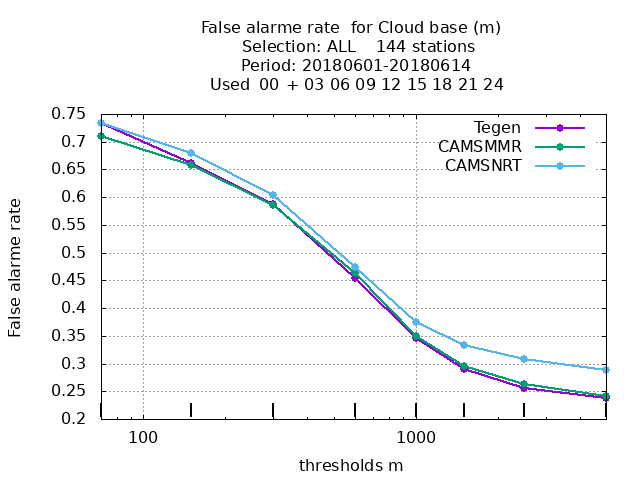 False alarme rate  for Cloud base (m)
Selection: ALL    144 stations
Period: 20180601-20180614
Used  00 + 03 06 09 12 15 18 21 24
Tegen
CAMSMMR
CAMSNRT
False alarme rate
0.75
0.7
0.65
0.6
0.55
0.5
0.45
0.4
0.35
0.3
0.25
0.2
100
1000
thresholds m